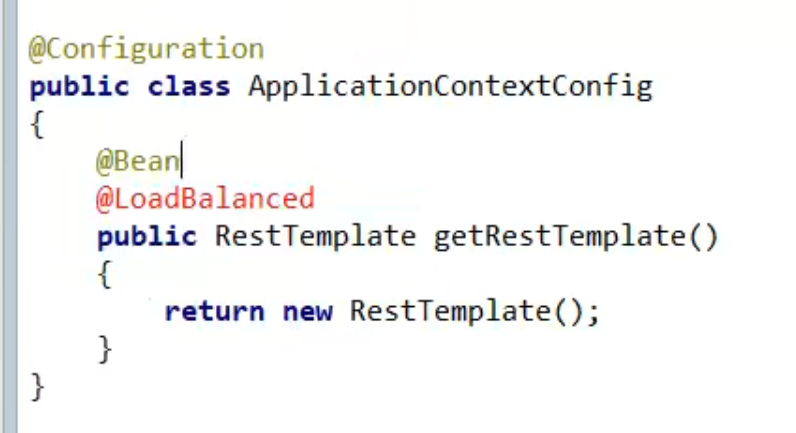 @Configuration
public class ApplicationContextConfig
{
    @Bean
    @LoadBalanced
    public RestTemplate getRestTemplate()
    {
        return new RestTemplate();
    }
}